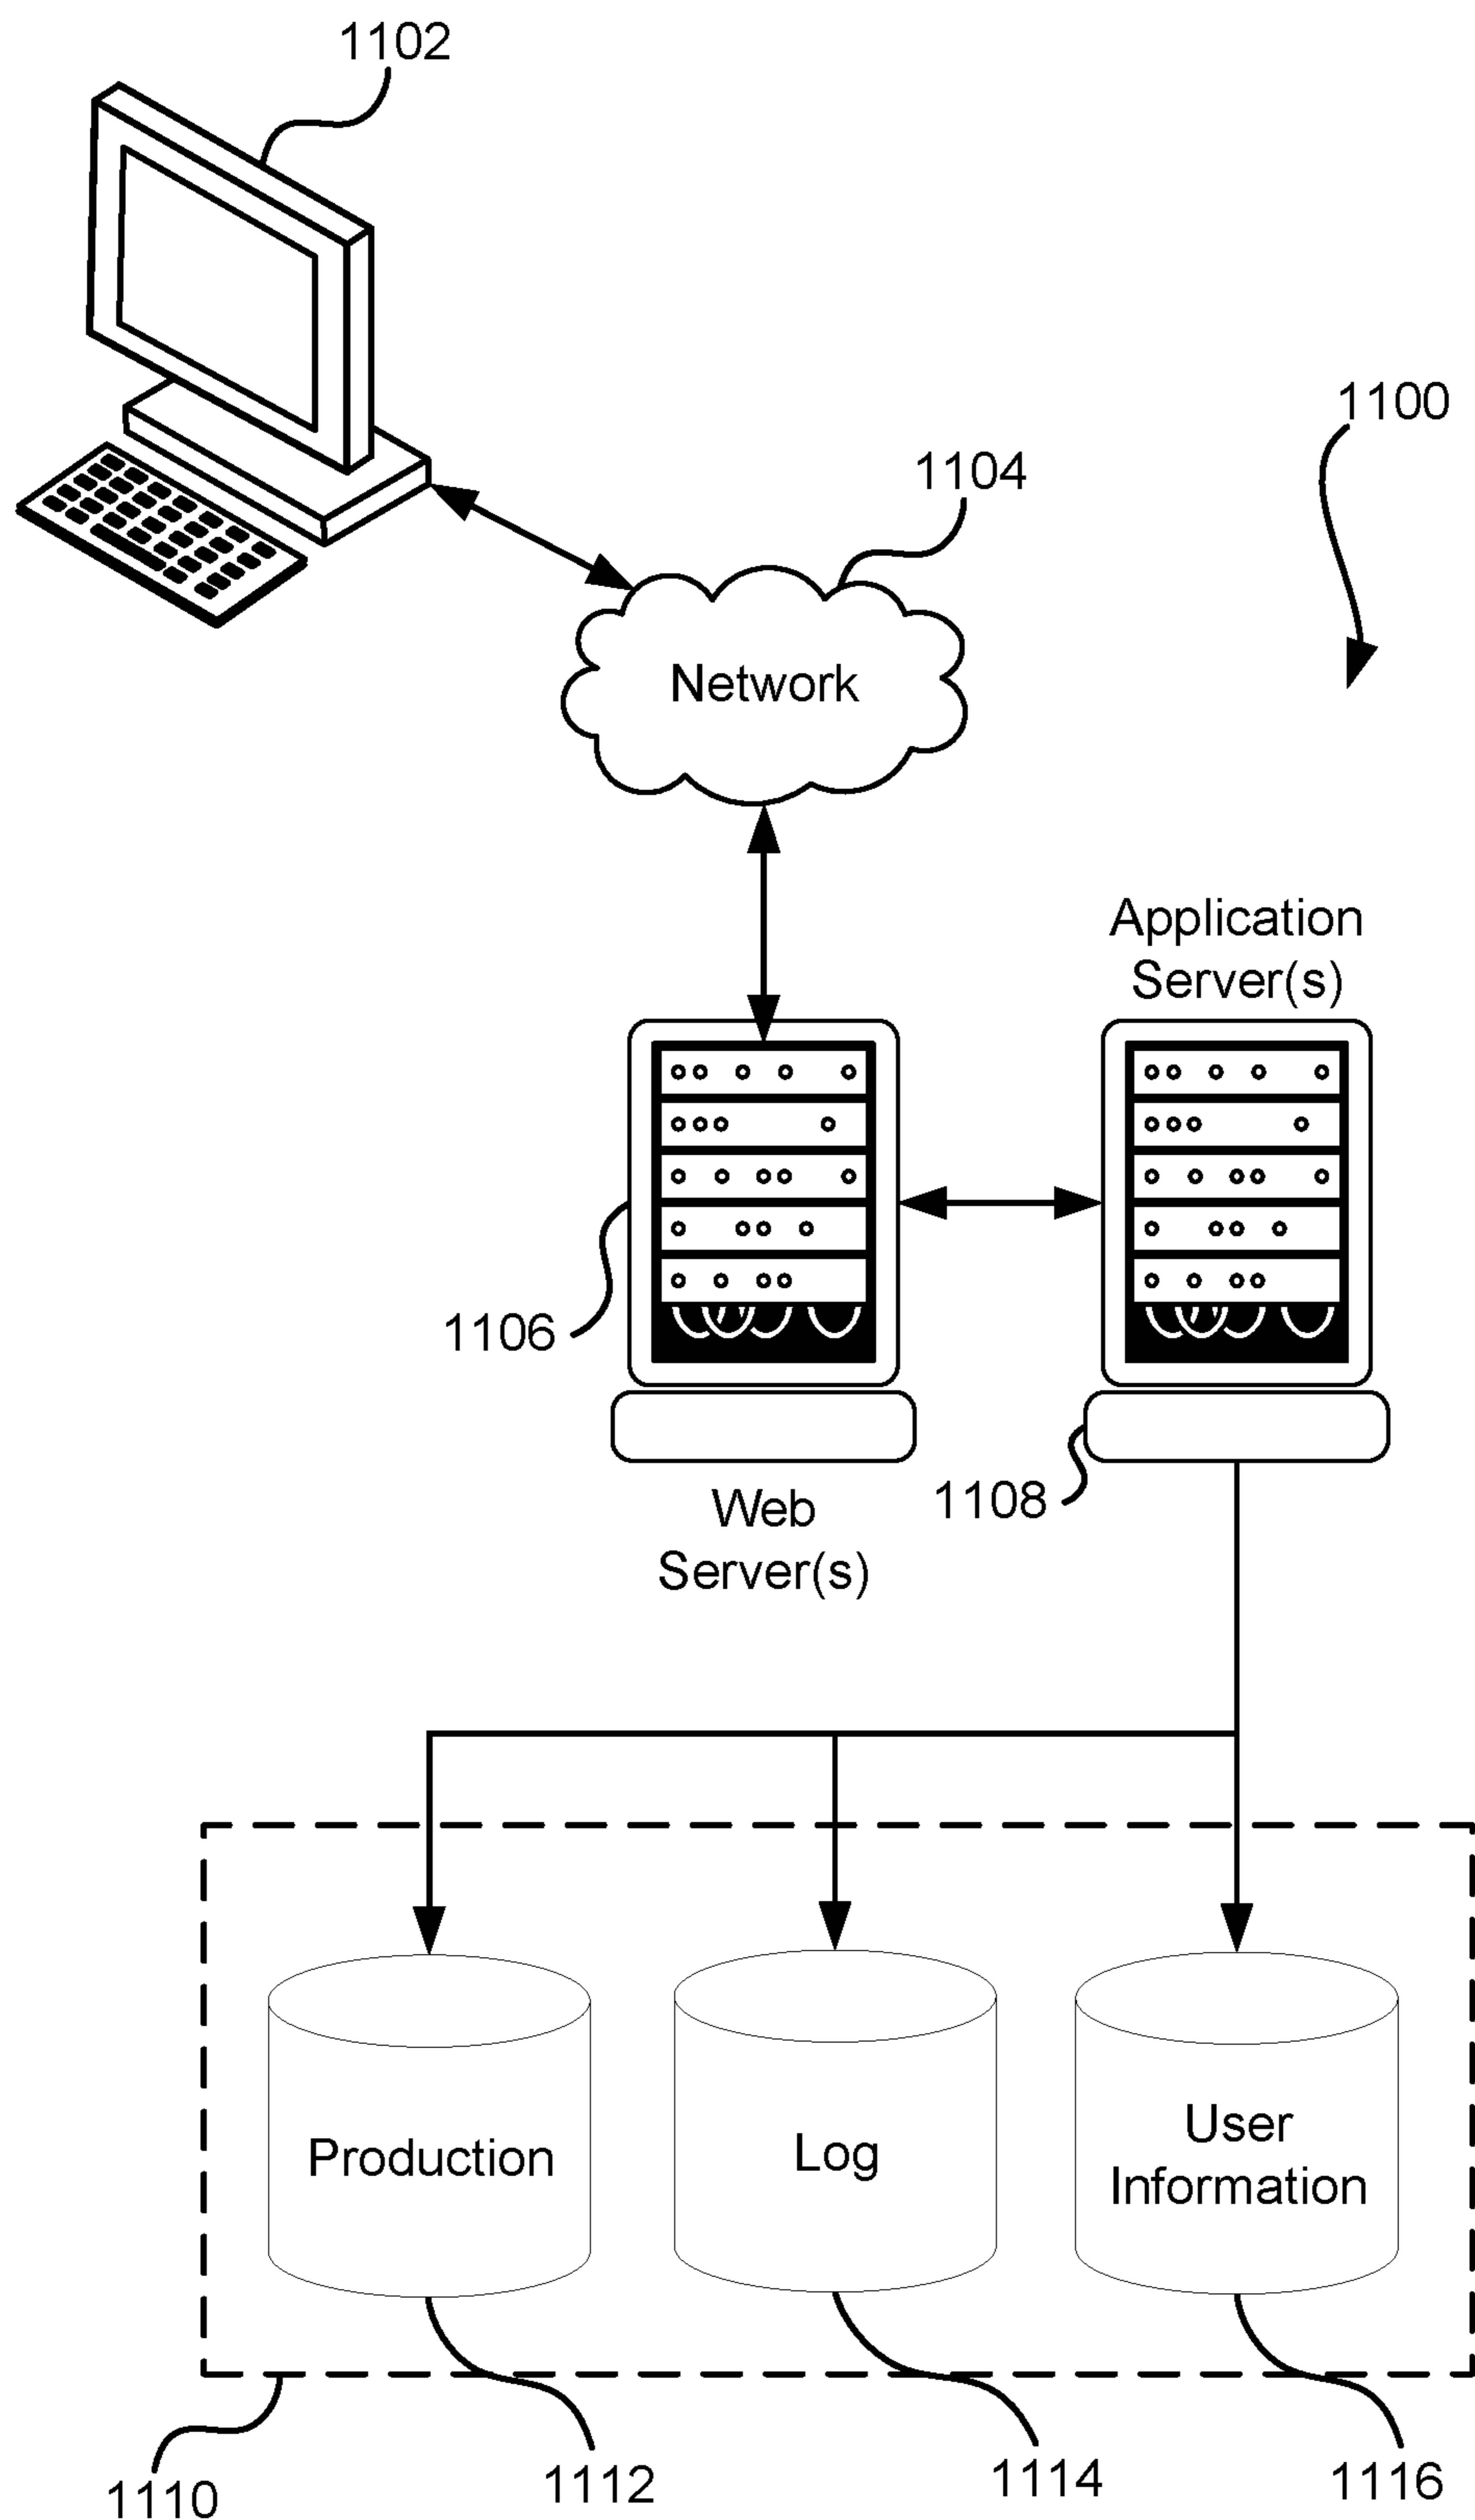 1102
1100
1104
Network
Application
Server(s)
1106
1108
Web
Server(s)
Production
Log
User
Information
1110
1112
1114
1116